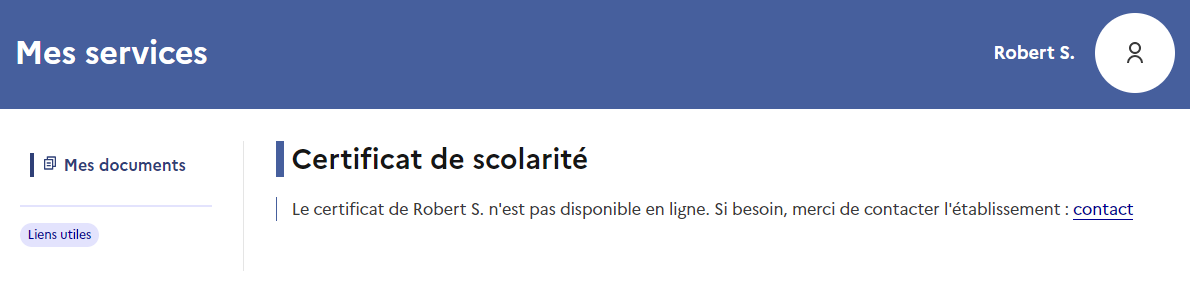 Mes services
Robert S.
Mes documents
Liens utiles
Certificat de scolarité
Le certificat de Robert S. n'est pas disponible en ligne. Si besoin, merci de contacter l'établissement : contact